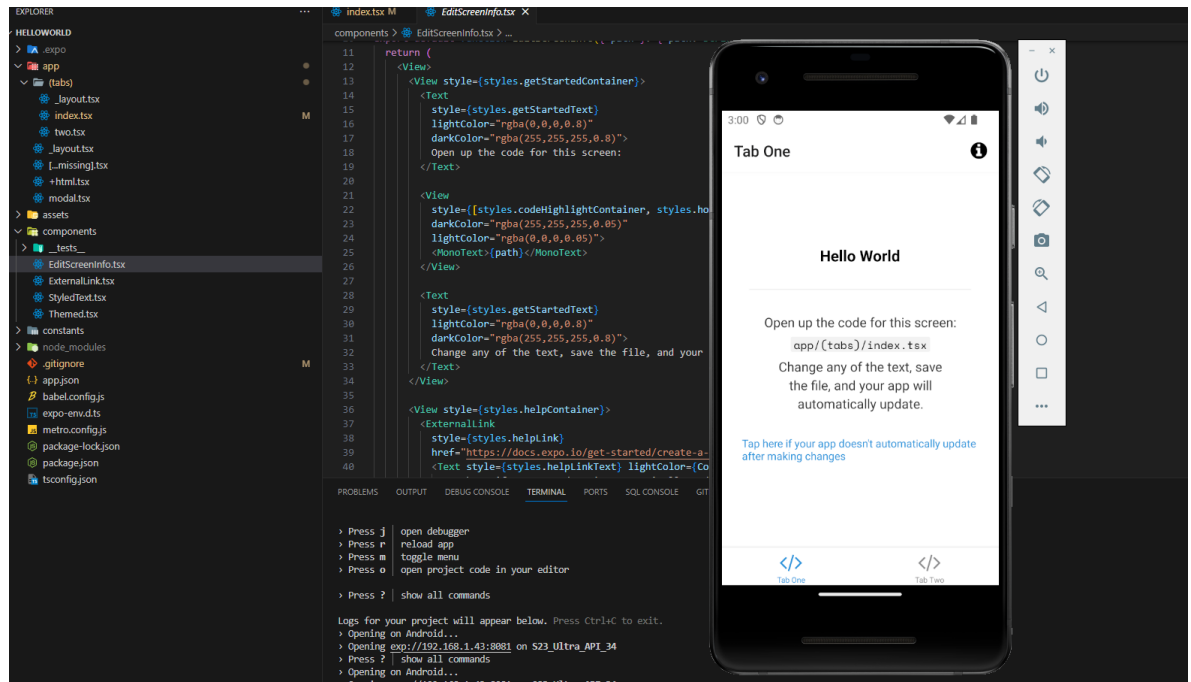 EXPLORER
HELLOWORLD
.expo
app
(tabs)
_layout.tsx
index.tsx M
two.tsx
_layout.tsx
[...missing].tsx
+html.tsx
modal.tsx
assets
components
__tests__
EditScreenInfo.tsx
ExternalLink.tsx
StyledText.tsx
Themed.tsx
constants
node_modules
.gitignore M
app.json
babel.config.js
expo-env.d.ts
metro.config.js
package-lock.json
package.json
tsconfig.json
index.tsx M EditScreenInfo.tsx
components > EditScreenInfo.tsx > ...
11 return (
12 <View>
13 <View style={styles.getStartedContainer}>
14 <Text
15 style={styles.getStartedText}
16 lightColor="rgba(0,0,0,0.8)"
17 darkColor="rgba(255,255,255,0.8)">
18 Open up the code for this screen:
19 </Text>
20
21 <View
22 style={[styles.codeHighlightContainer, styles.ho
23 darkColor="rgba(255,255,255,0.05)"
24 lightColor="rgba(0,0,0,0.05)">
25 <MonoText>{path}</MonoText>
26 </View>
27
28 <Text
29 style={styles.getStartedText}
30 lightColor="rgba(0,0,0,0.8)"
31 darkColor="rgba(255,255,255,0.8)">
32 Change any of the text, save the file, and your
33 </Text>
34 </View>
35
36 <View style={styles.helpContainer}>
37 <ExternalLink
38 style={styles.helpLink}
39 href="https://docs.expo.io/get-started/create-a-
40 <Text style={styles.helpLinkText} lightColor={Co
PROBLEMS OUTPUT DEBUG CONSOLE TERMINAL PORTS SQL CONSOLE GIT
› Press j │ open debugger
› Press r │ reload app
› Press m │ toggle menu
› Press o │ open project code in your editor
› Press ? │ show all commands
Logs for your project will appear below. Press Ctrl+C to exit.
› Opening on Android...
› Opening exp://192.168.1.43:8081 on S23_Ultra_API_34
› Press ? │ show all commands
› Opening on Android...
3:00
Tab One
Hello World
Open up the code for this screen:
app/(tabs)/index.tsx
Change any of the text, save
the file, and your app will
automatically update.
Tap here if your app doesn't automatically update
after making changes
Tab One Tab Two